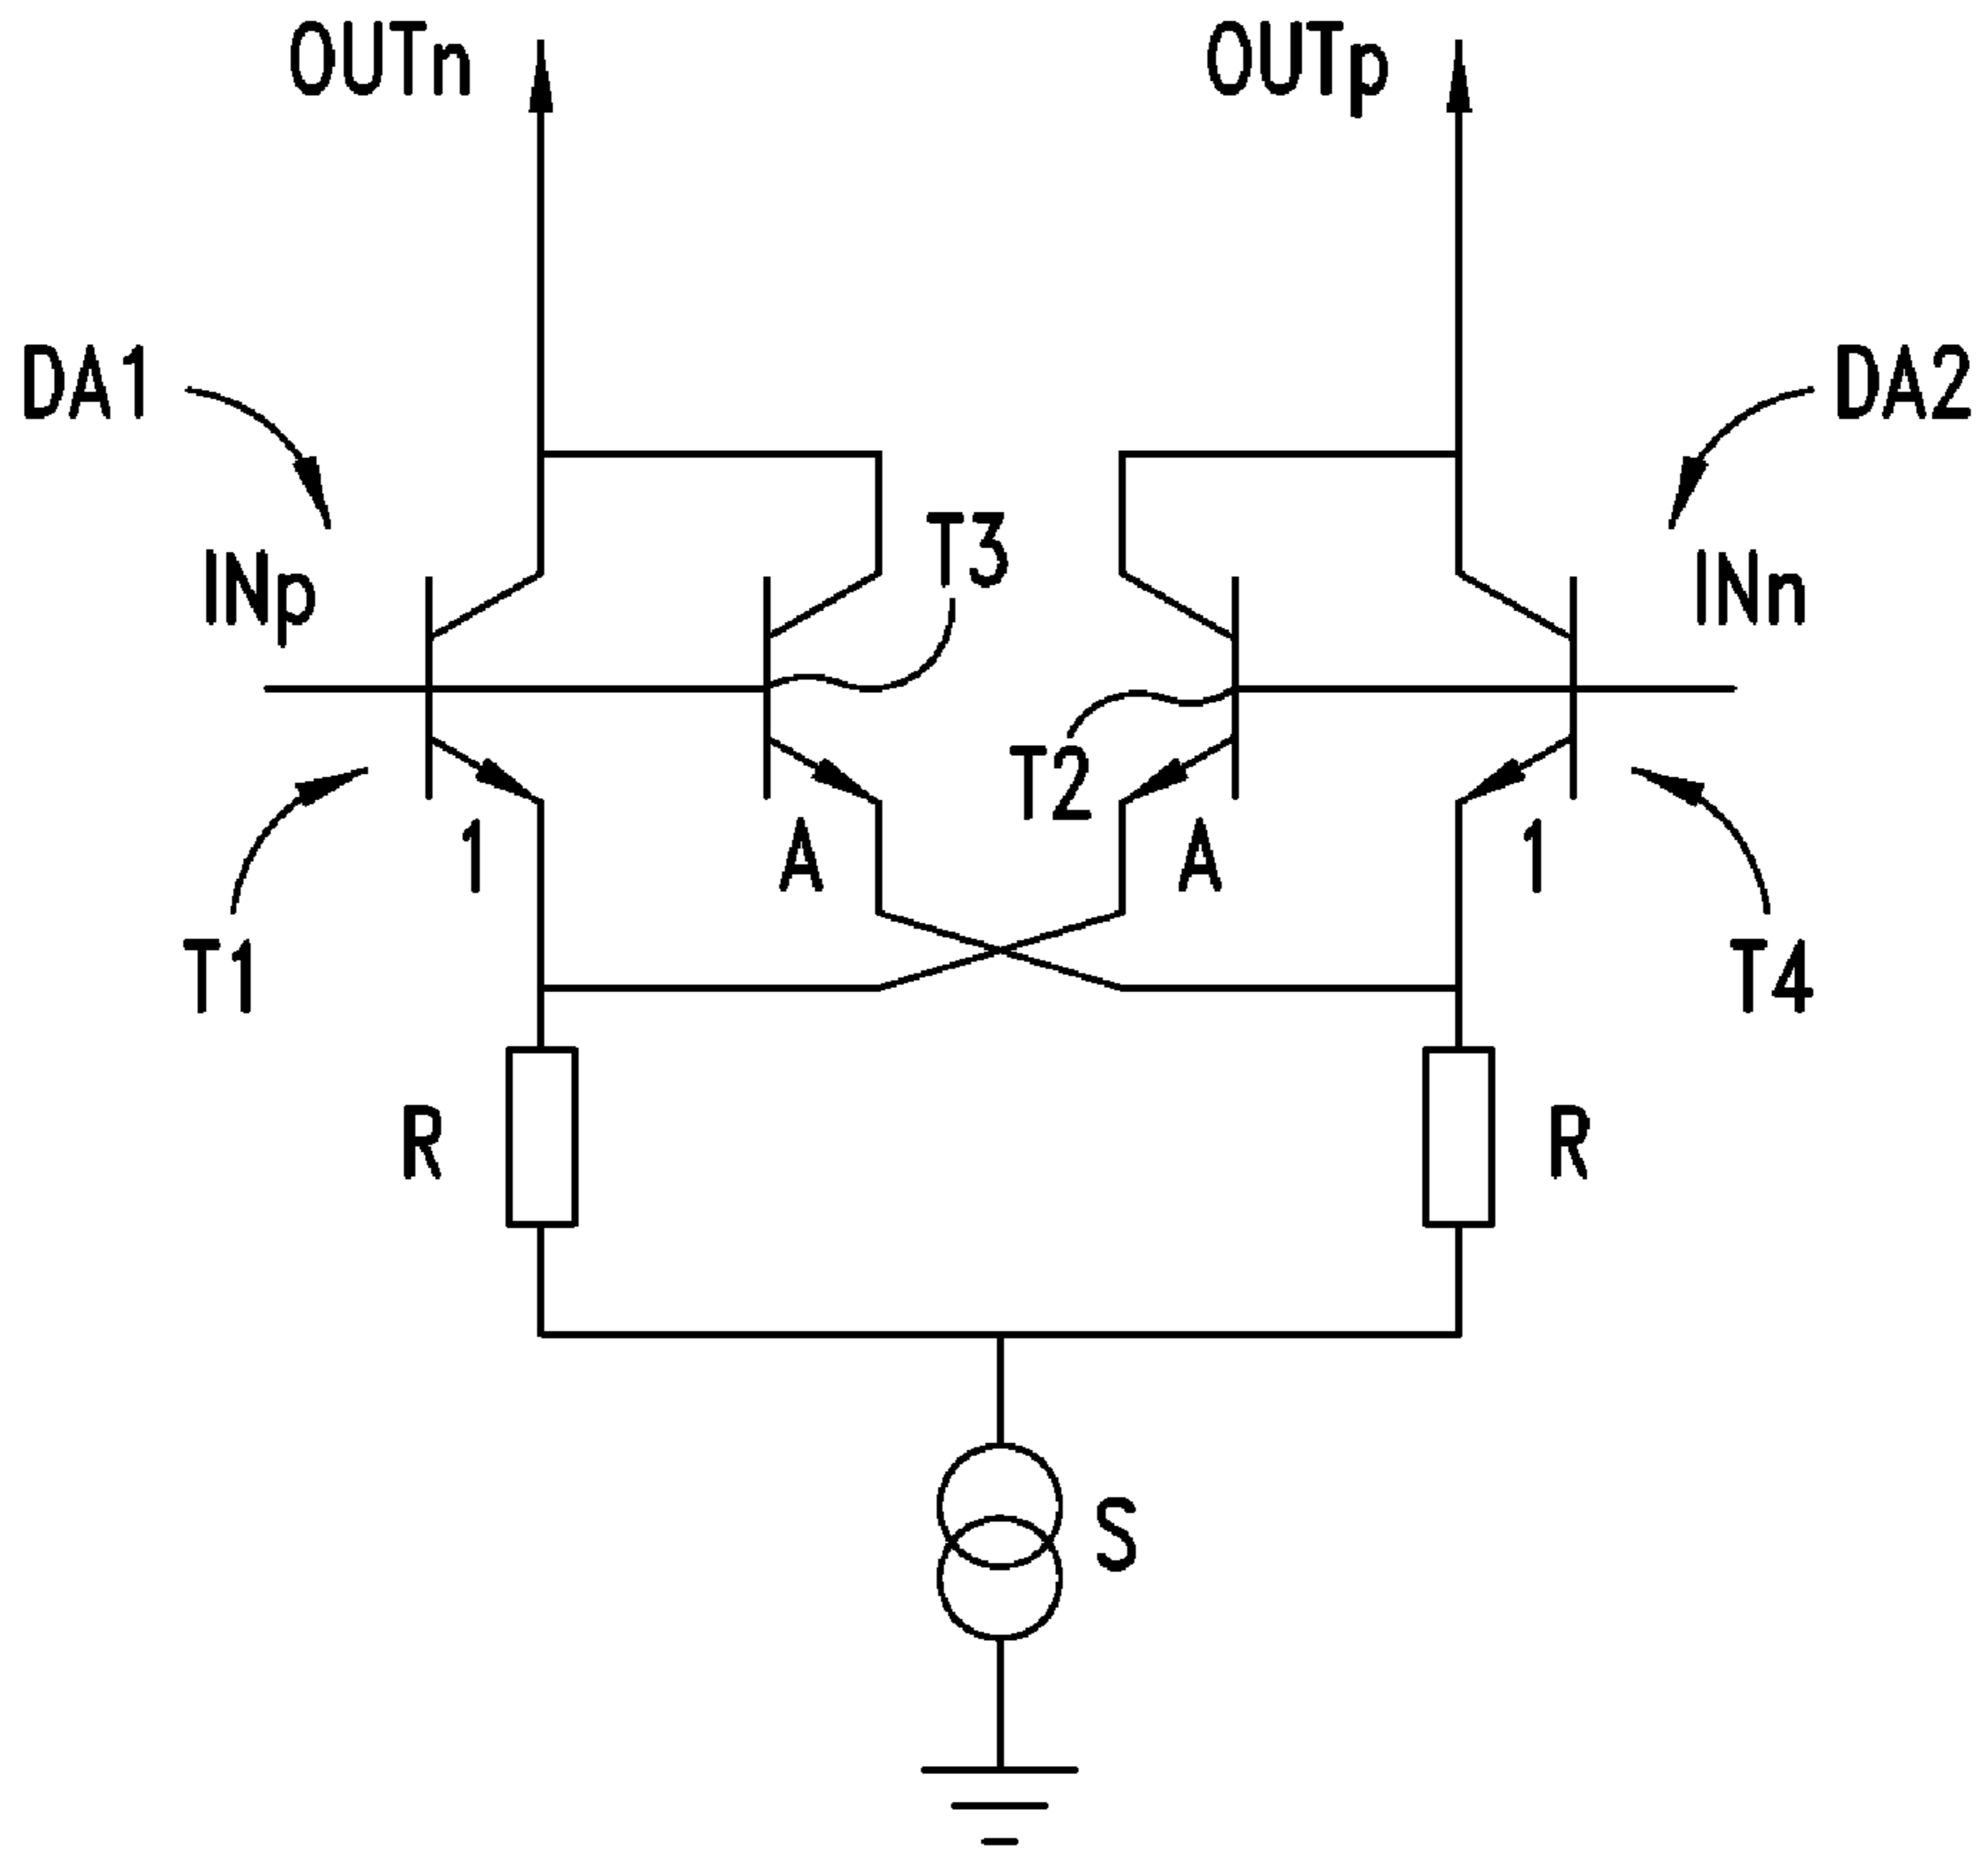 OUTn OUTp
DA1 DA2
T3
INp INn
T2
1 A A 1
T1 T4
R R
S